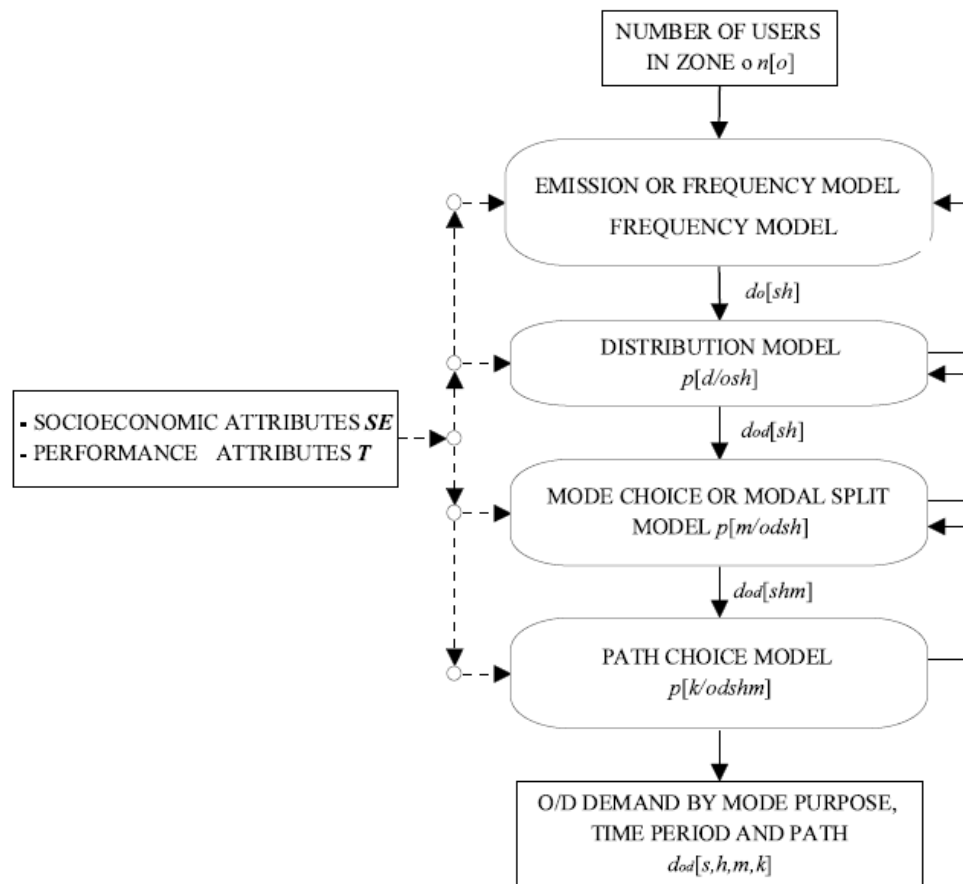 NUMBER OF USERS
IN ZONE o n[o]
EMISSION OR FREQUENCY MODEL
FREQUENCY MODEL
do[sh]
DISTRIBUTION MODEL
p[d/osh]
- SOCIOECONOMIC ATTRIBUTES SE
- PERFORMANCE ATTRIBUTES T
dod[sh]
MODE CHOICE OR MODAL SPLIT
MODEL p[m/odsh]
dod[shm]
PATH CHOICE MODEL
p[k/odshm]
O/D DEMAND BY MODE PURPOSE,
TIME PERIOD AND PATH
dod[s,h,m,k]